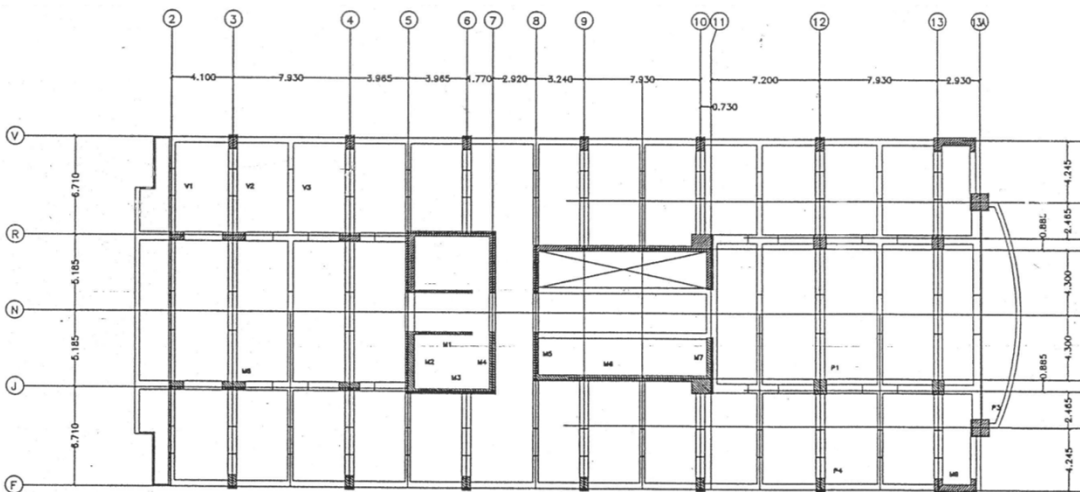 2 3 4 5 6 7 8 9 10 11 12 13 13A
4.100 7.930 3.965 3.965 1.770 2.920 3.240 7.930 7.200 7.930 2.930
0.730
V
6.710
V1 V2 V3
4.245
2.465
0.885
R
5.185
4.300
N
5.185
4.300
M1
M2 M4
M3
M5 M6 M7
M5
P1
0.885
J
2.465
P3
6.710
4.245
P4 M8
F